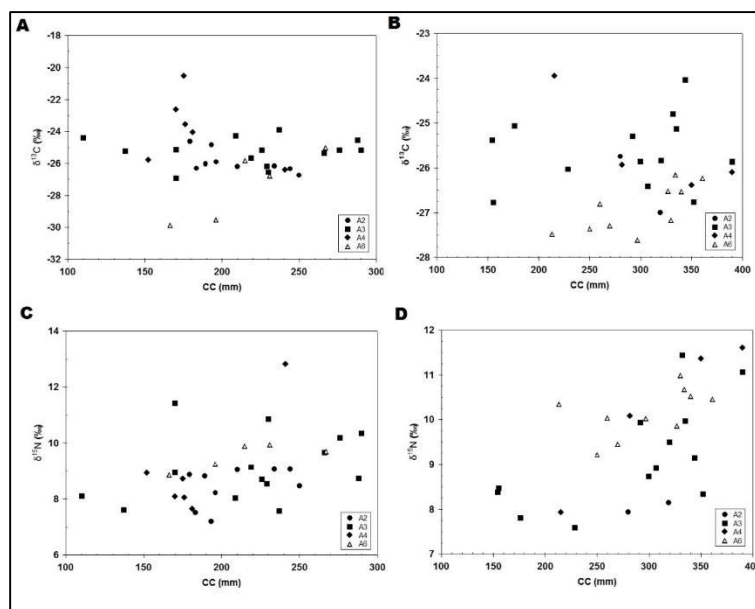 A
-18
-20
-22
-24
-26
-28
-30
-32
δ¹³C (‰)
100 150 200 250 300
CC (mm)
A2
A3
A4
A6
B
-23
-24
-25
-26
-27
-28
δ¹³C (‰)
100 150 200 250 300 350 400
CC (mm)
A2
A3
A4
A6
C
14
12
10
8
6
δ¹⁵N (‰)
100 150 200 250 300
CC (mm)
A2
A3
A4
A6
D
12
11
10
9
8
7
δ¹⁵N (‰)
100 150 200 250 300 350 400
CC (mm)
A2
A3
A4
A6